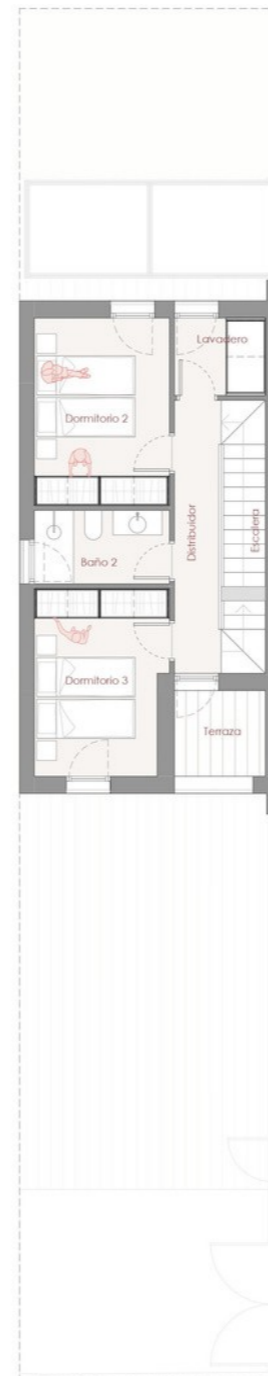 Lavadero
Dormitorio 2
Distribuidor
Escalera
Baño 2
Dormitorio 3
Terraza